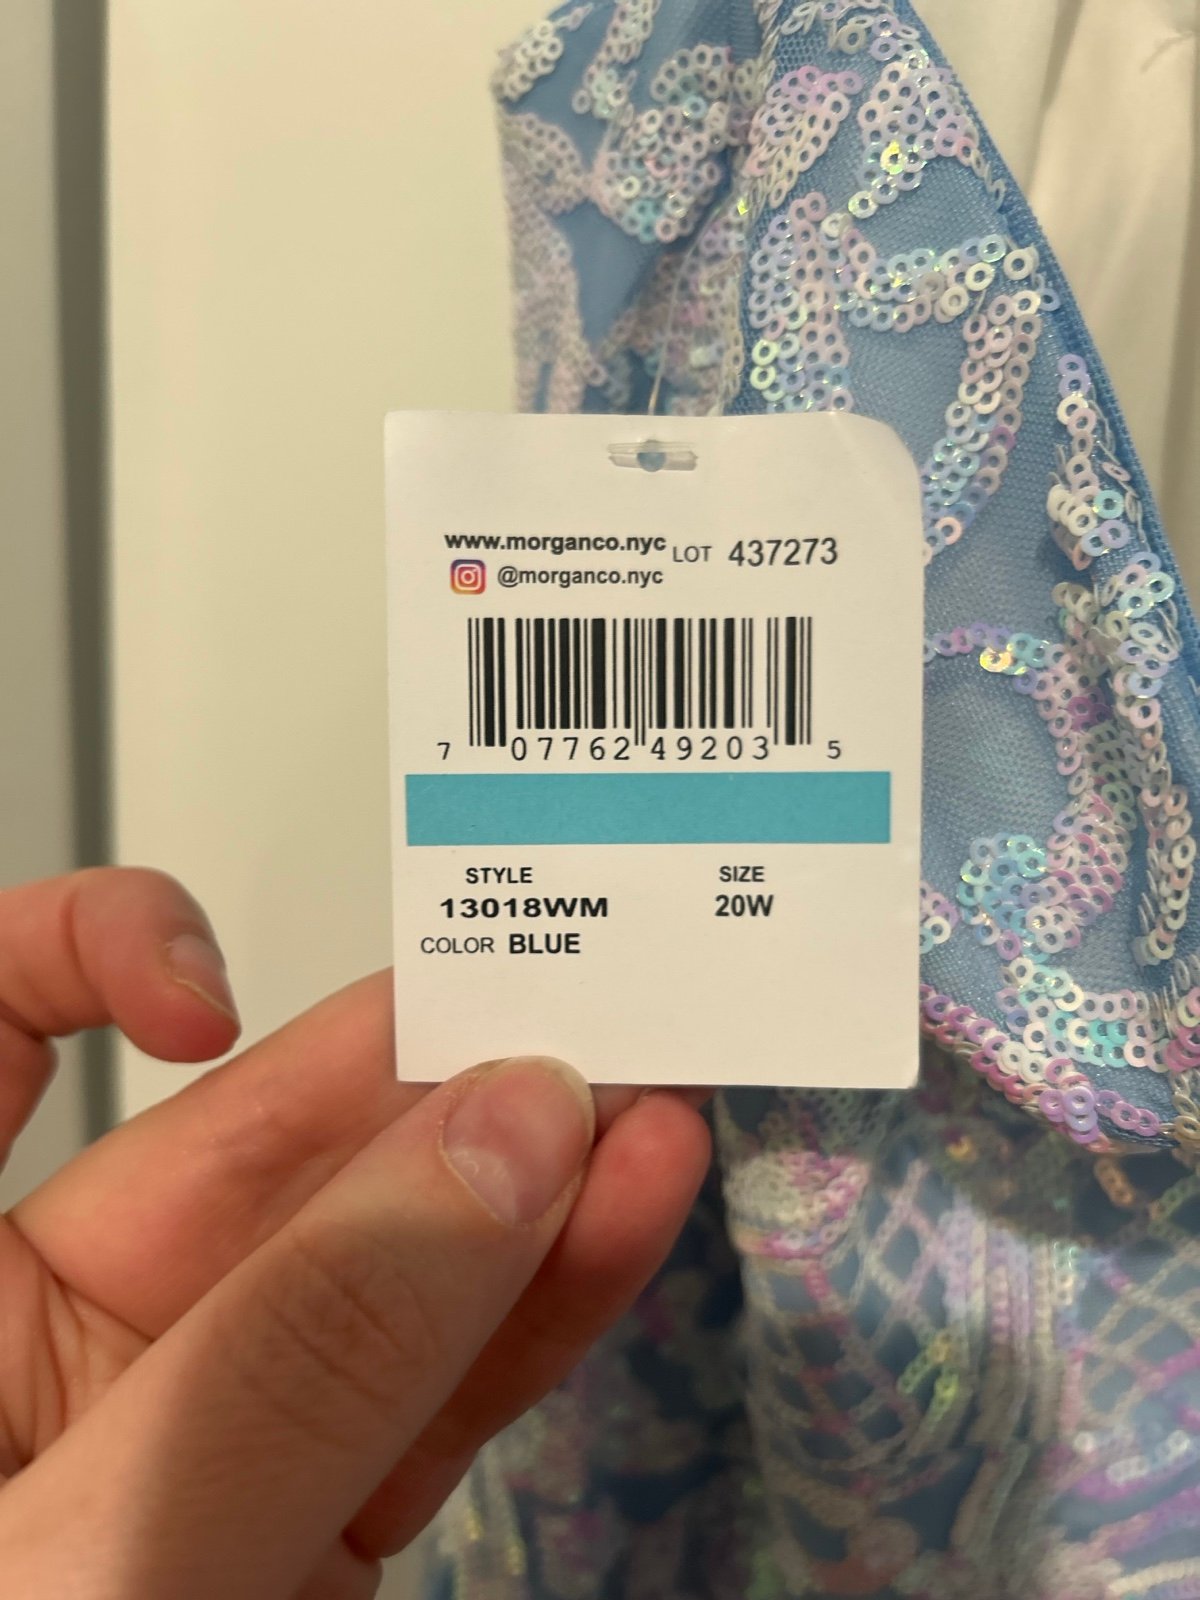 www.morganco.nyc LOT 437273
@morganco.nyc
7 07762 49203 5
STYLE SIZE
13018WM 20W
COLOR BLUE